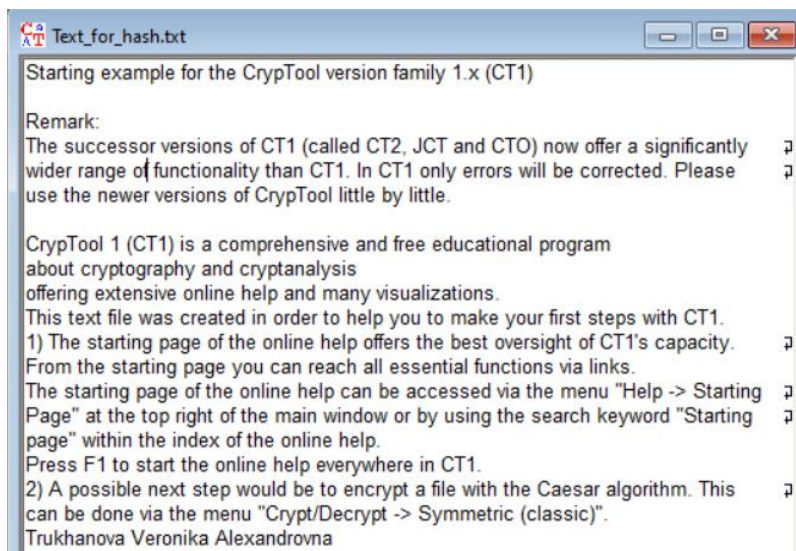 Text_for_hash.txt
Starting example for the CrypTool version family 1.x (CT1)
Remark:
The successor versions of CT1 (called CT2, JCT and CTO) now offer a significantly
wider range of functionality than CT1. In CT1 only errors will be corrected. Please
use the newer versions of CrypTool little by little.
CrypTool 1 (CT1) is a comprehensive and free educational program
about cryptography and cryptanalysis
offering extensive online help and many visualizations.
This text file was created in order to help you to make your first steps with CT1.
1) The starting page of the online help offers the best oversight of CT1's capacity.
From the starting page you can reach all essential functions via links.
The starting page of the online help can be accessed via the menu "Help -> Starting
Page" at the top right of the main window or by using the search keyword "Starting
page" within the index of the online help.
Press F1 to start the online help everywhere in CT1.
2) A possible next step would be to encrypt a file with the Caesar algorithm. This
can be done via the menu "Crypt/Decrypt -> Symmetric (classic)".
Trukhanova Veronika Alexandrovna